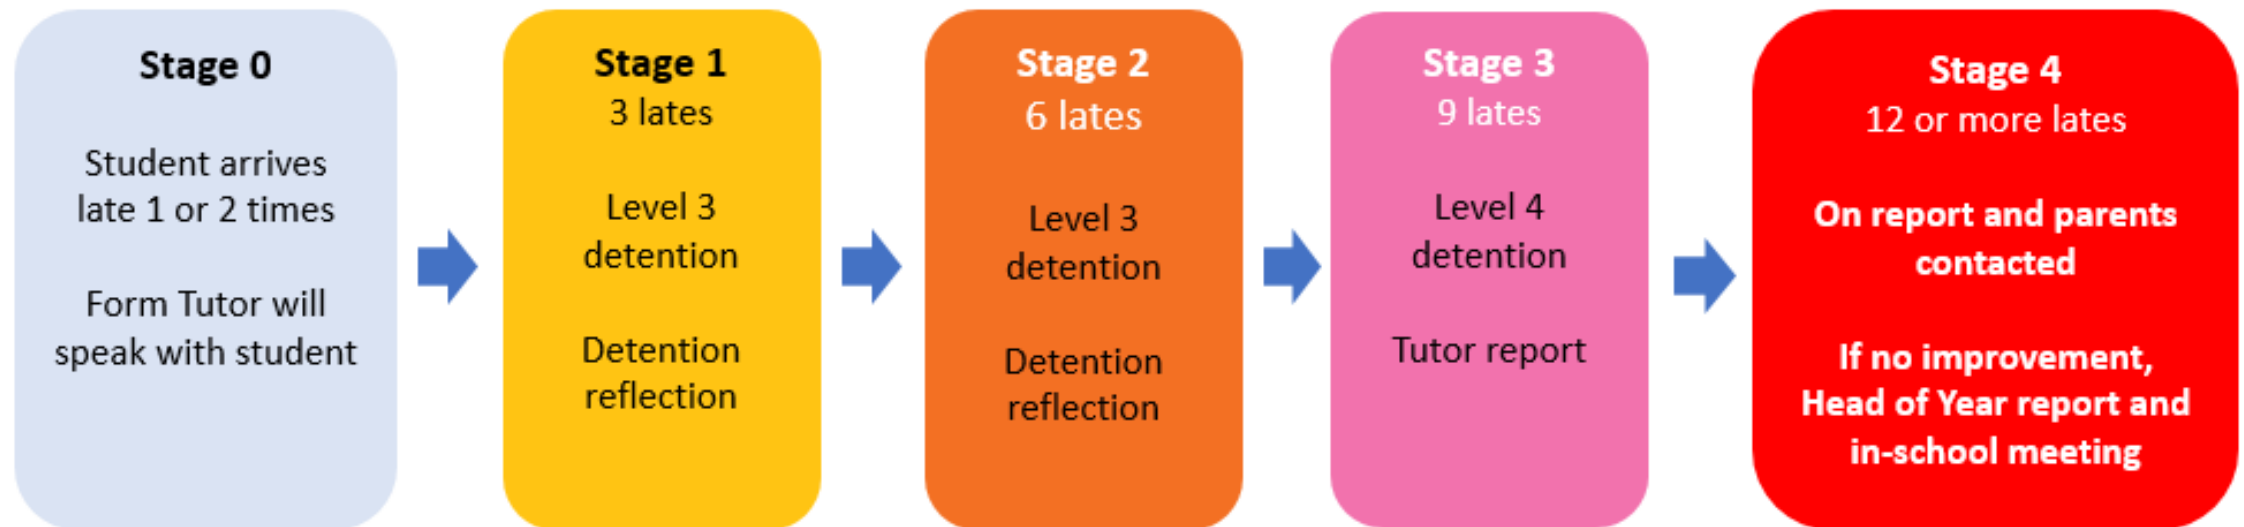 Stage 0
Student arrives
late 1 or 2 times
Form Tutor will
speak with student
Stage 1
3 lates
Level 3
detention
Detention
reflection
Stage 2
6 lates
Level 3
detention
Detention
reflection
Stage 3
9 lates
Level 4
detention
Tutor report
Stage 4
12 or more lates
On report and parents
contacted
If no improvement,
Head of Year report and
in-school meeting